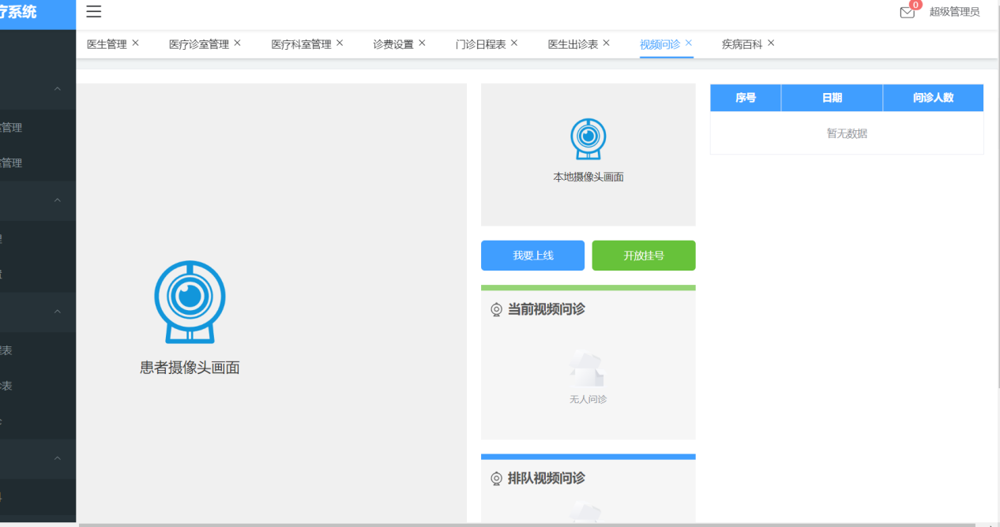 疗系统
0
超级管理员
医生管理 × 医疗诊室管理 × 医疗科室管理 × 诊费设置 × 门诊日程表 × 医生出诊表 × 视频问诊 × 疾病百科 ×
室管理
室管理
程表
诊表
患者摄像头画面
本地摄像头画面
我要上线 开放挂号
当前视频问诊
无人问诊
排队视频问诊
序号 日期 问诊人数
暂无数据